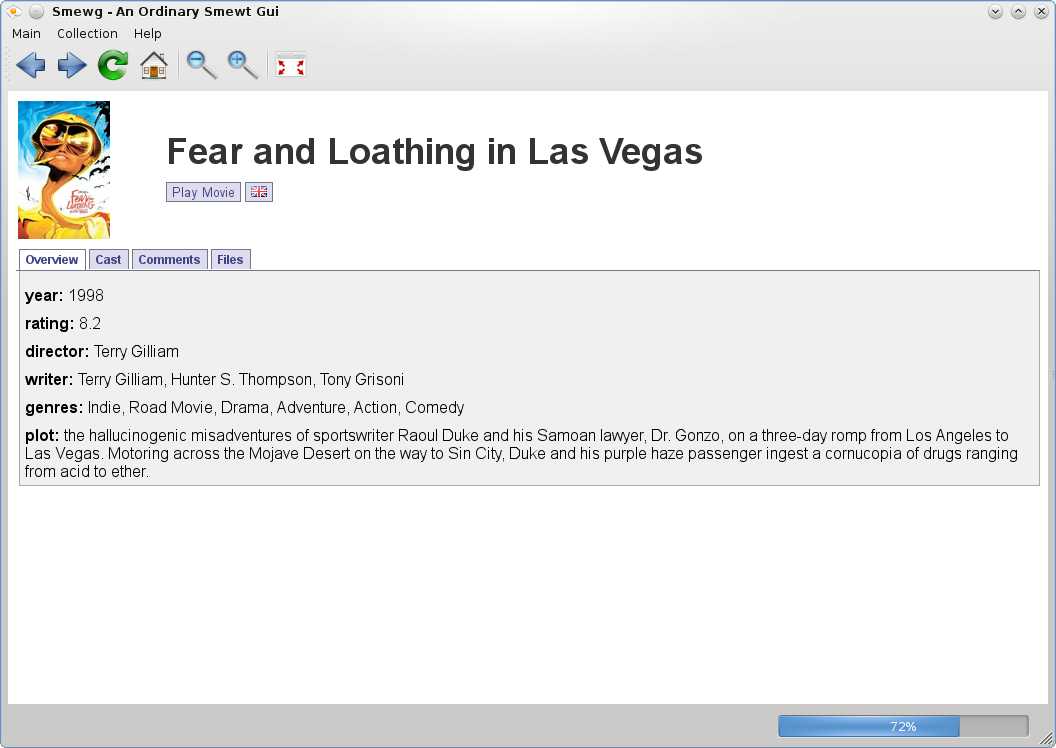 Smewg - An Ordinary Smewt Gui
Main Collection Help
Fear and Loathing in Las Vegas
Play Movie
Fear and
Loathing
Overview Cast Comments Files
year: 1998
rating: 8.2
director: Terry Gilliam
writer: Terry Gilliam, Hunter S. Thompson, Tony Grisoni
genres: Indie, Road Movie, Drama, Adventure, Action, Comedy
plot: the hallucinogenic misadventures of sportswriter Raoul Duke and his Samoan lawyer, Dr. Gonzo, on a three-day romp from Los Angeles to
Las Vegas. Motoring across the Mojave Desert on the way to Sin City, Duke and his purple haze passenger ingest a cornucopia of drugs ranging
from acid to ether.
72%